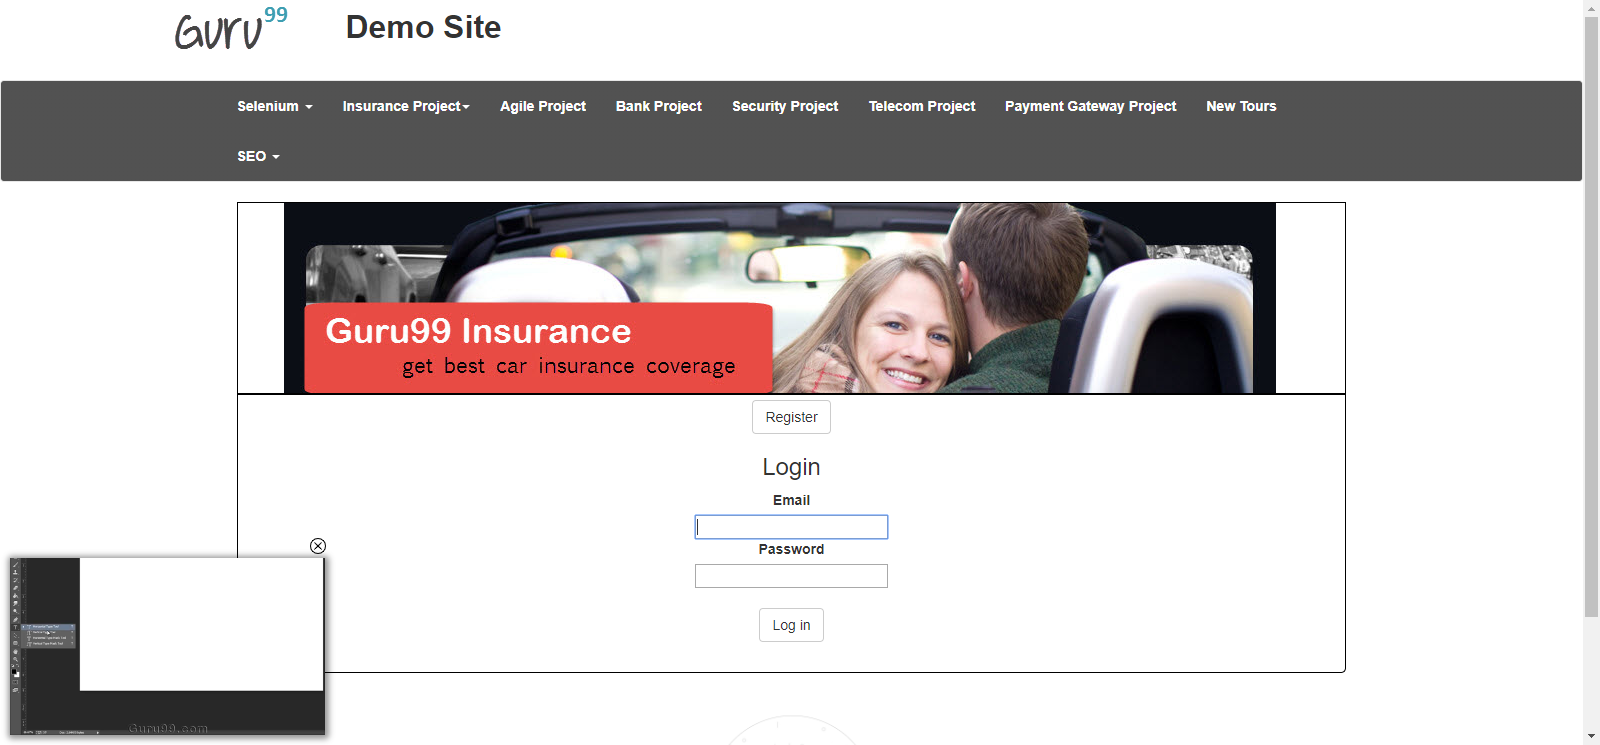 Guru99
Demo Site
Selenium
Insurance Project
Agile Project
Bank Project
Security Project
Telecom Project
Payment Gateway Project
New Tours
SEO
Guru99 Insurance
get best car insurance coverage
Register
Login
Email
Password
Log in
Guru99.com